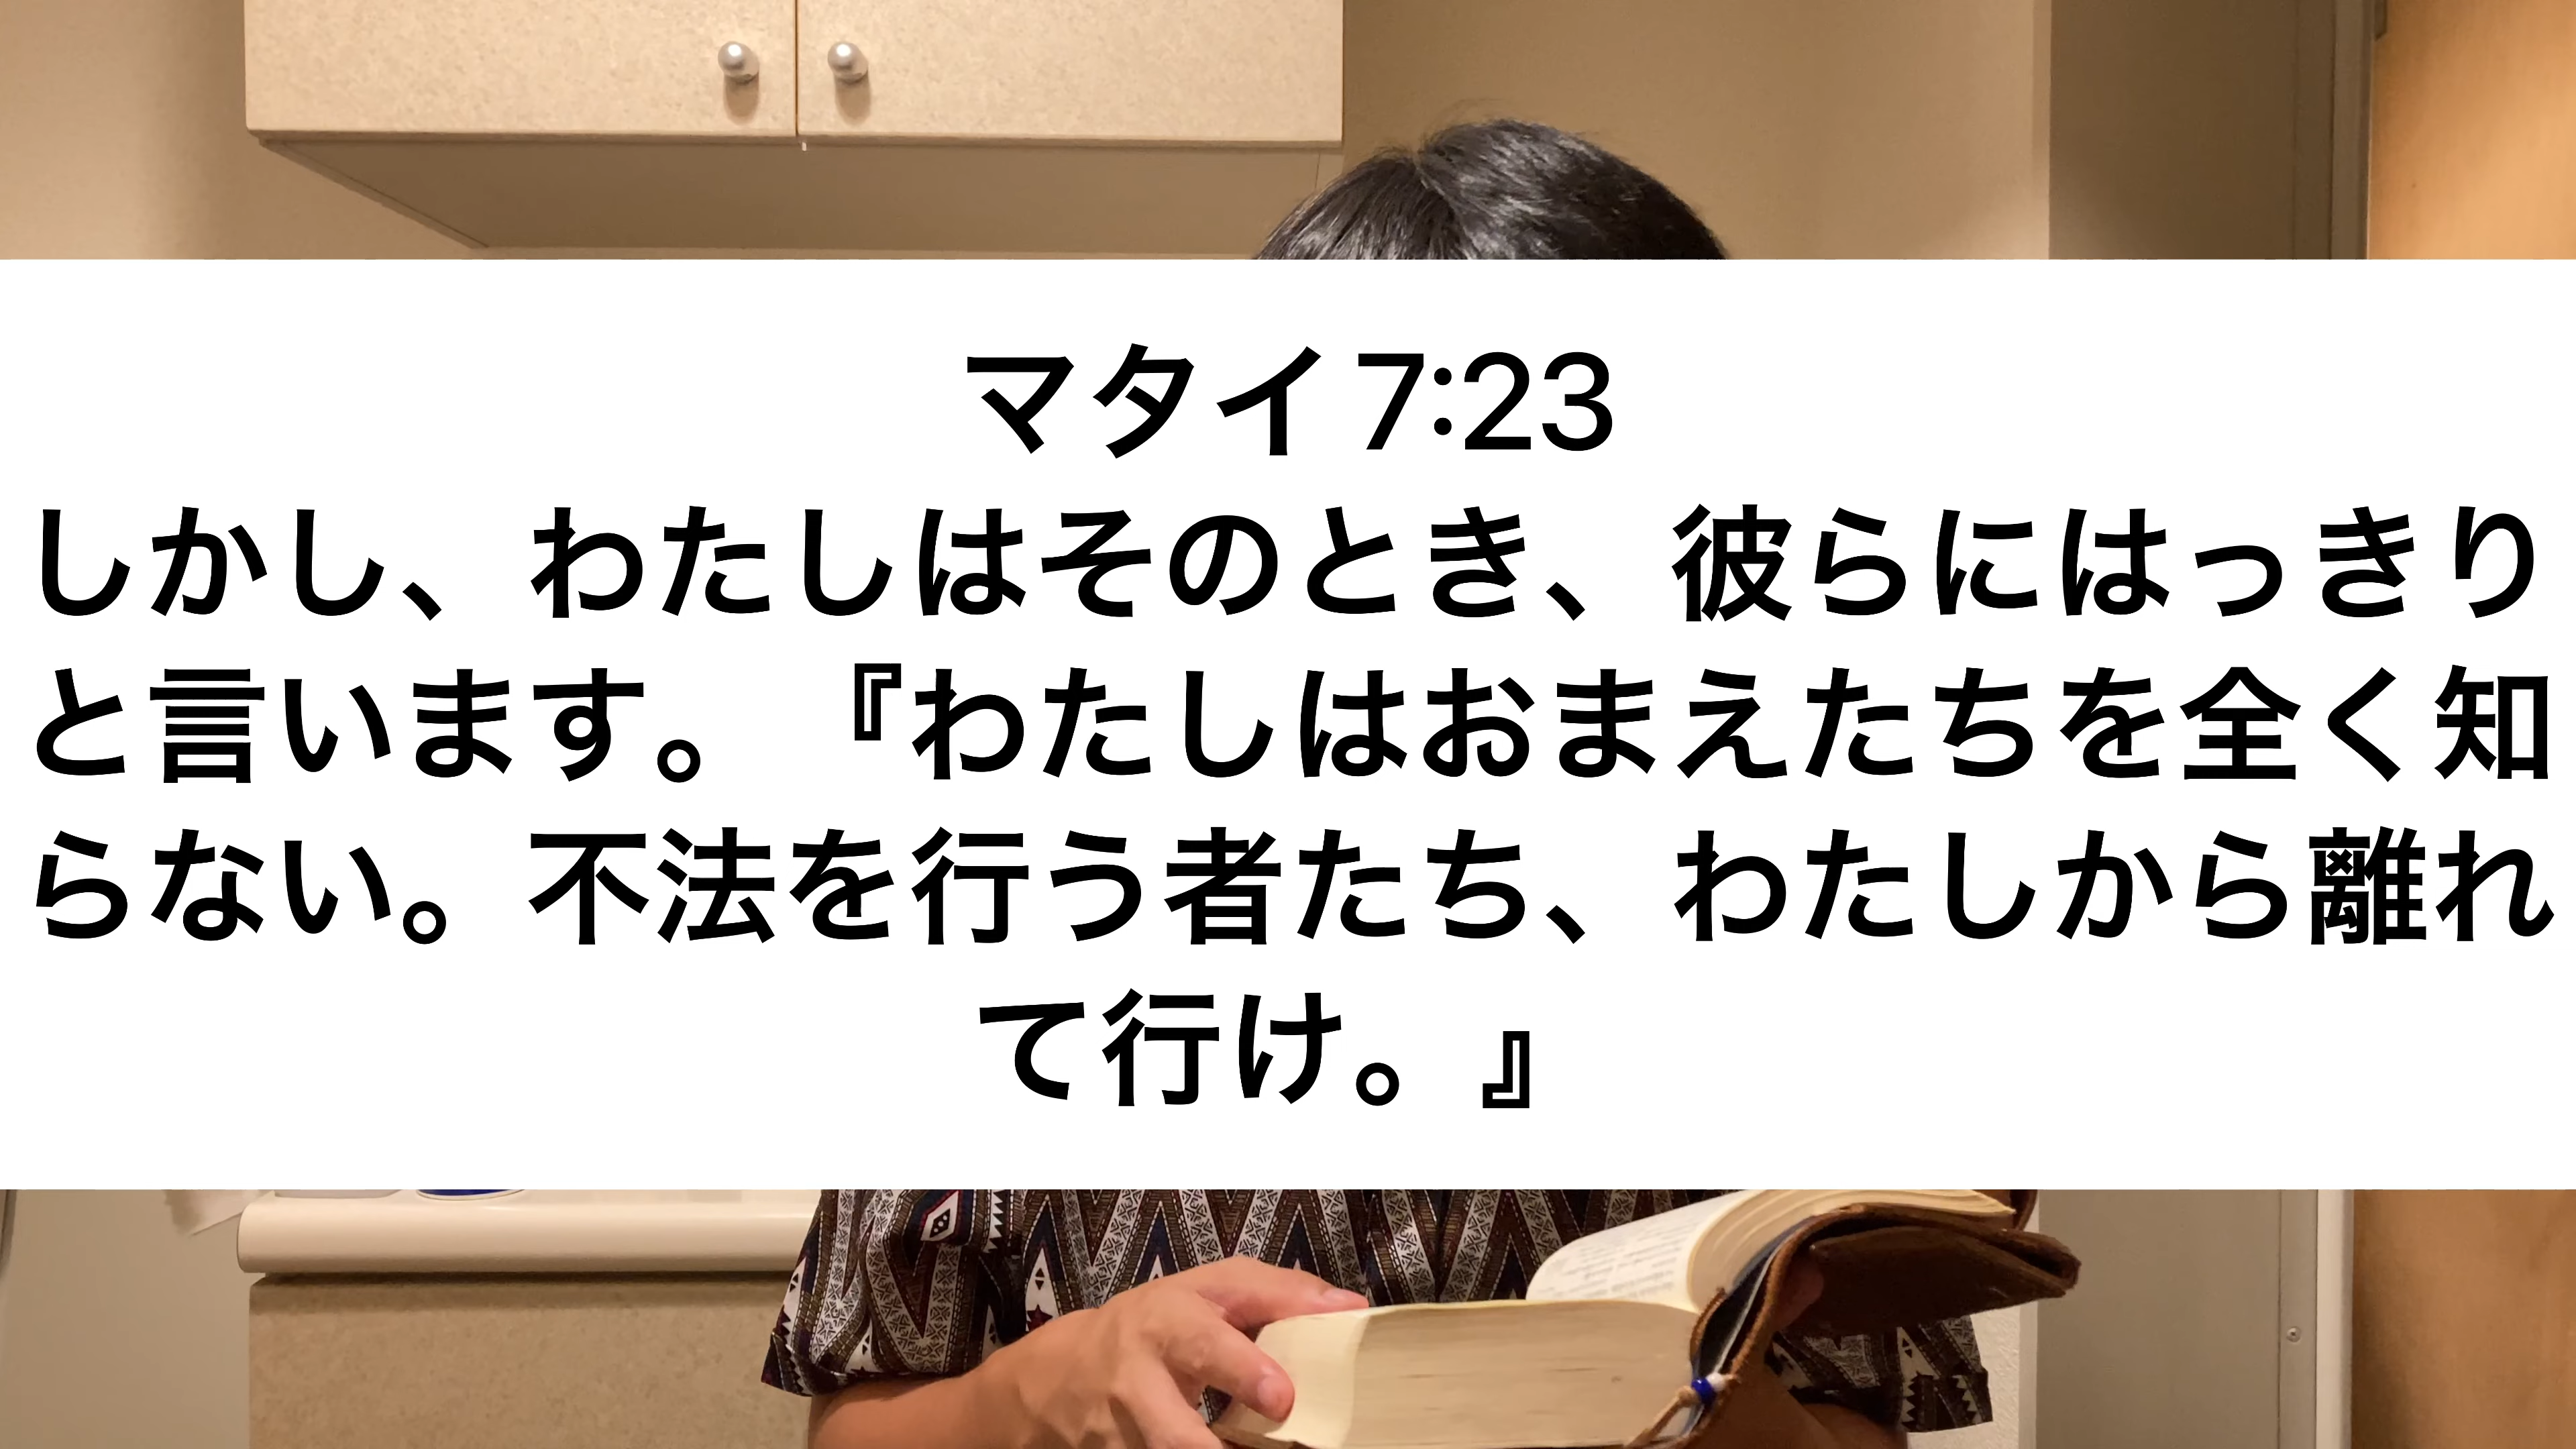 マタイ7:23
しかし、わたしはそのとき、彼らにはっきり
と言います。『わたしはおまえたちを全く知
らない。不法を行う者たち、わたしから離れ
て行け。』